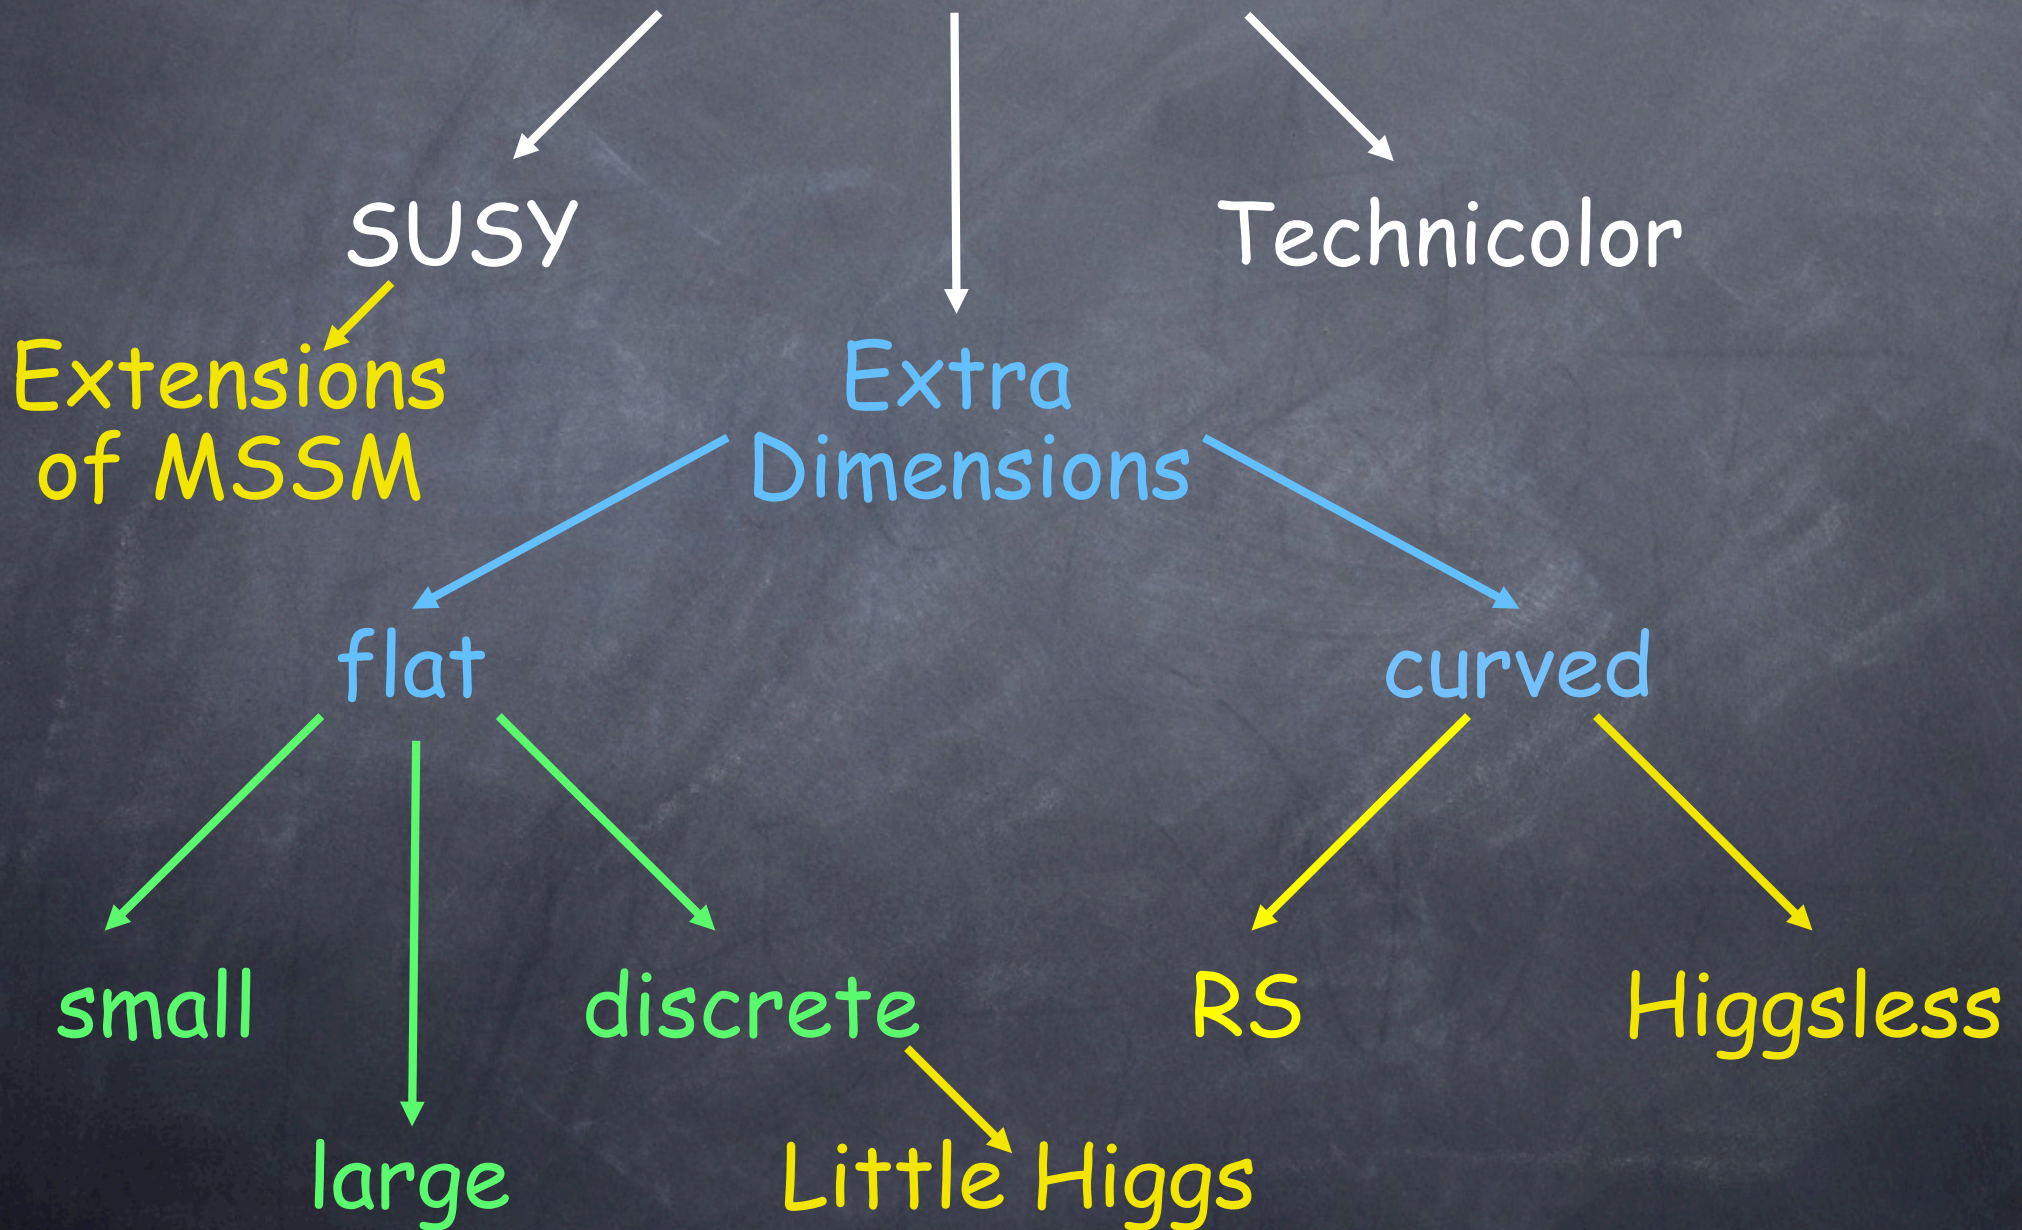 SUSY
Technicolor
Extensions
of MSSM
Extra
Dimensions
flat
curved
small
discrete
RS
Higgsless
large
Little Higgs